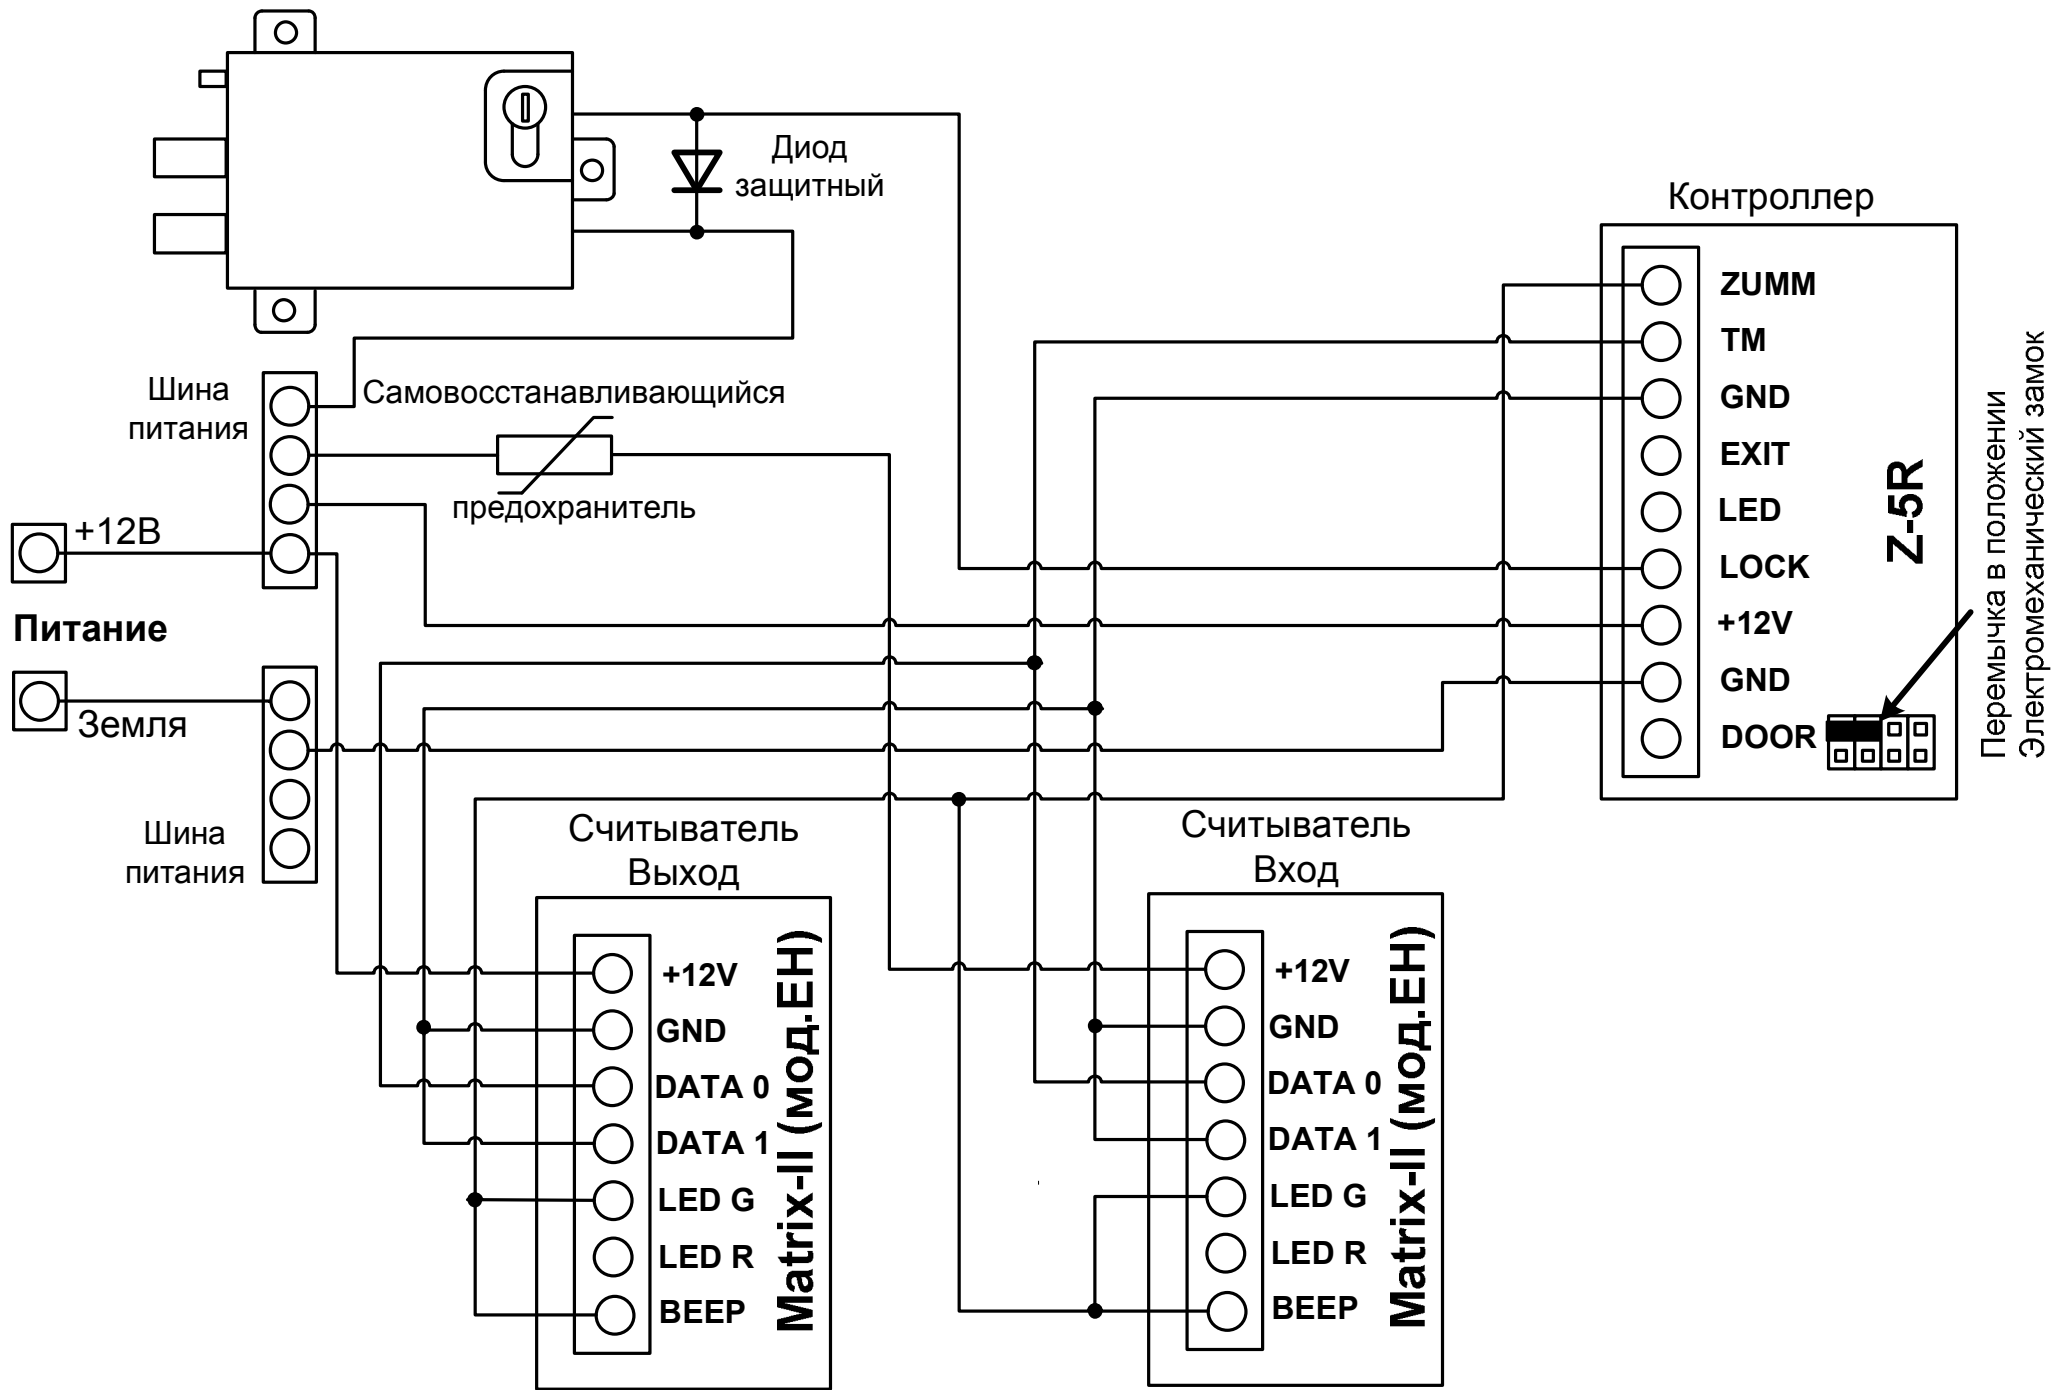 Диод
защитный
Контроллер
ZUMM
TM
GND
EXIT
LED
LOCK
+12V
GND
DOOR
Z-5R
Перемычка в положении
Электромеханический замок
Шина
питания
Самовосстанавливающийся
предохранитель
+12В
Питание
Земля
Шина
питания
Считыватель
Выход
+12V
GND
DATA 0
DATA 1
LED G
LED R
BEEP
Matrix-II (мод.EH)
Считыватель
Вход
+12V
GND
DATA 0
DATA 1
LED G
LED R
BEEP
Matrix-II (мод.EH)